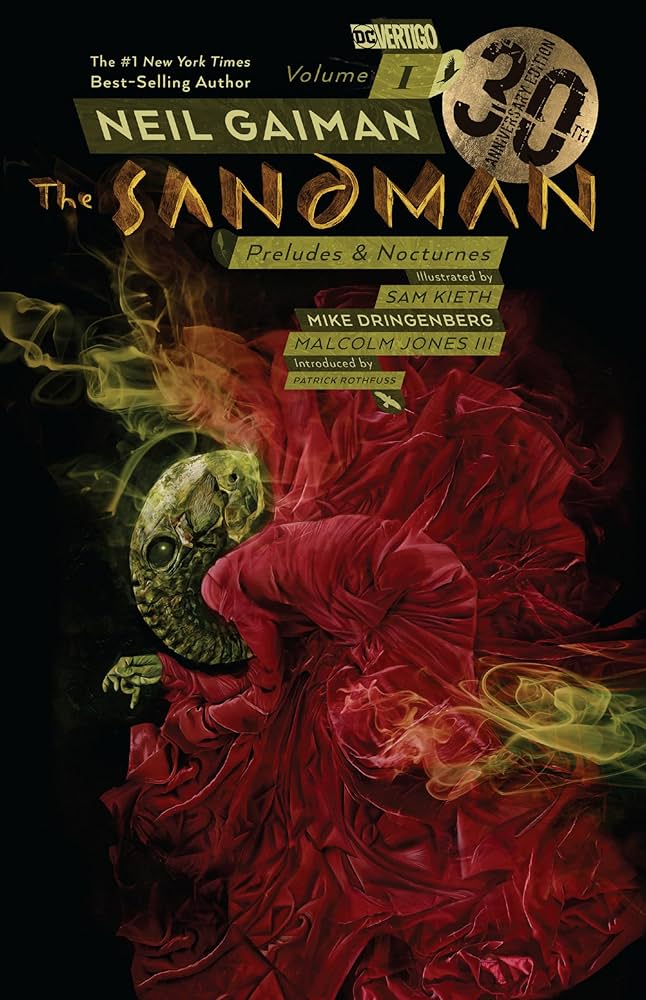 DC VERTIGO
The #1 New York Times
Best-Selling Author
Volume I
30TH
ANNIVERSARY EDITION
NEIL GAIMAN
The SANDMAN
Preludes & Nocturnes
Illustrated by
SAM KIETH
MIKE DRINGENBERG
MALCOLM JONES III
Introduced by
PATRICK ROTHFUSS